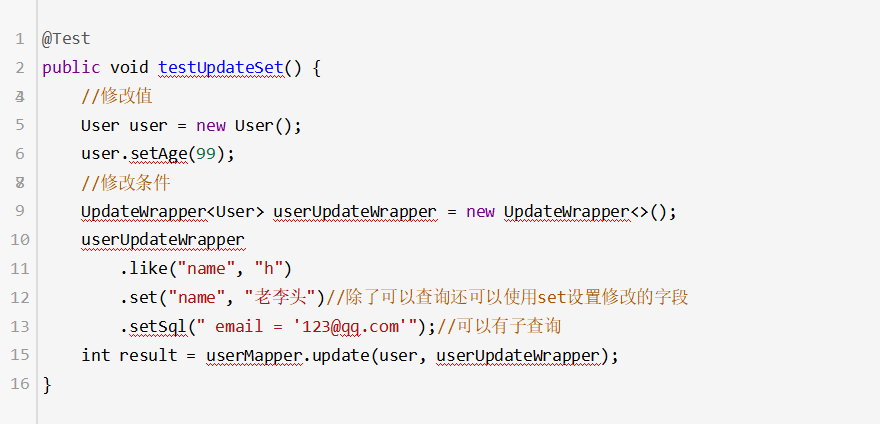 1 @Test
2 public void testUpdateSet() {
//修改值
5 User user = new User();
6 user.setAge(99);
//修改条件
9 UpdateWrapper<User> userUpdateWrapper = new UpdateWrapper<>();
10 userUpdateWrapper
11 .like("name", "h")
12 .set("name", "老李头")//除了可以查询还可以使用set设置修改的字段
13 .setSql(" email = '123@qq.com'");//可以有子查询
15 int result = userMapper.update(user, userUpdateWrapper);
16 }